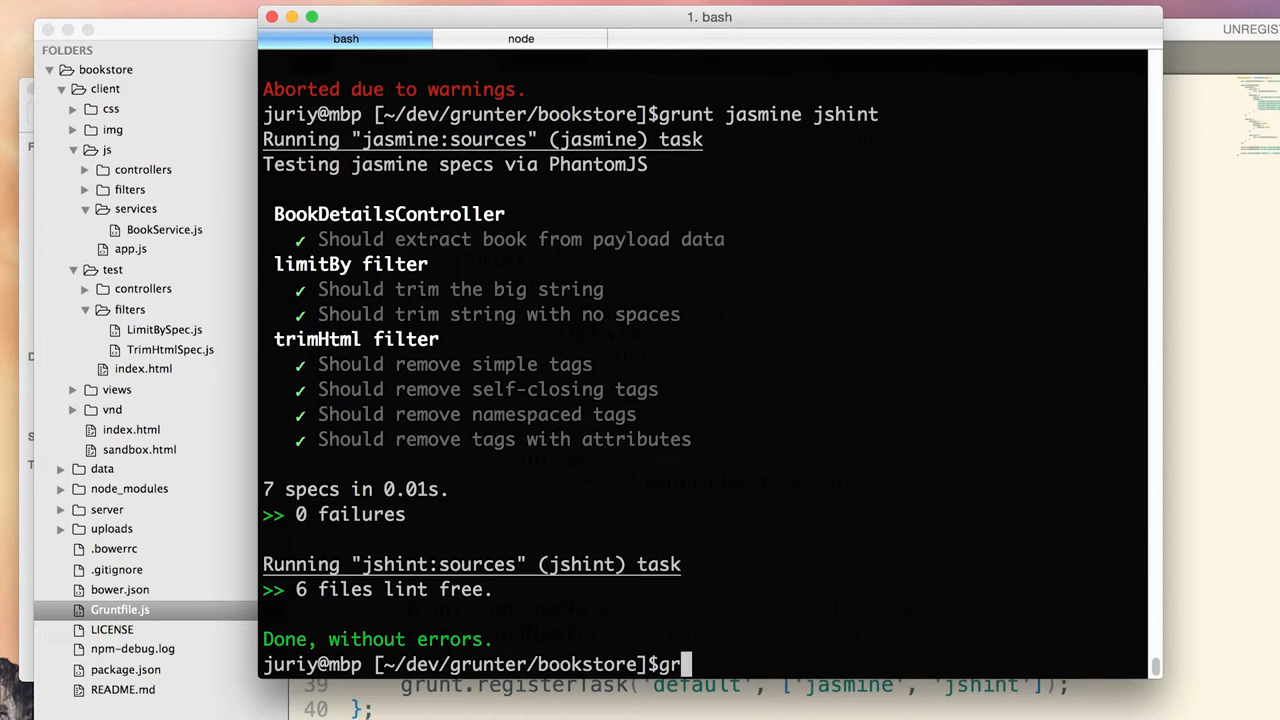 1. bash
bash
node
UNREGIST
FOLDERS
bookstore
client
css
img
js
controllers
filters
services
BookService.js
app.js
test
controllers
filters
LimitBySpec.js
TrimHtmlSpec.js
index.html
views
vnd
index.html
sandbox.html
data
node_modules
server
uploads
.bowerrc
.gitignore
bower.json
Gruntfile.js
LICENSE
npm-debug.log
package.json
README.md
Aborted due to warnings.
juriy@mbp [~/dev/grunter/bookstore]$grunt jasmine jshint
Running "jasmine:sources" (jasmine) task
Testing jasmine specs via PhantomJS
BookDetailsController
✓ Should extract book from payload data
limitBy filter
✓ Should trim the big string
✓ Should trim string with no spaces
trimHtml filter
✓ Should remove simple tags
✓ Should remove self-closing tags
✓ Should remove namespaced tags
✓ Should remove tags with attributes
7 specs in 0.01s.
>> 0 failures
Running "jshint:sources" (jshint) task
>> 6 files lint free.
Done, without errors.
juriy@mbp [~/dev/grunter/bookstore]$gr
39 grunt.registerTask('default', ['jasmine', 'jshint']);
40 };